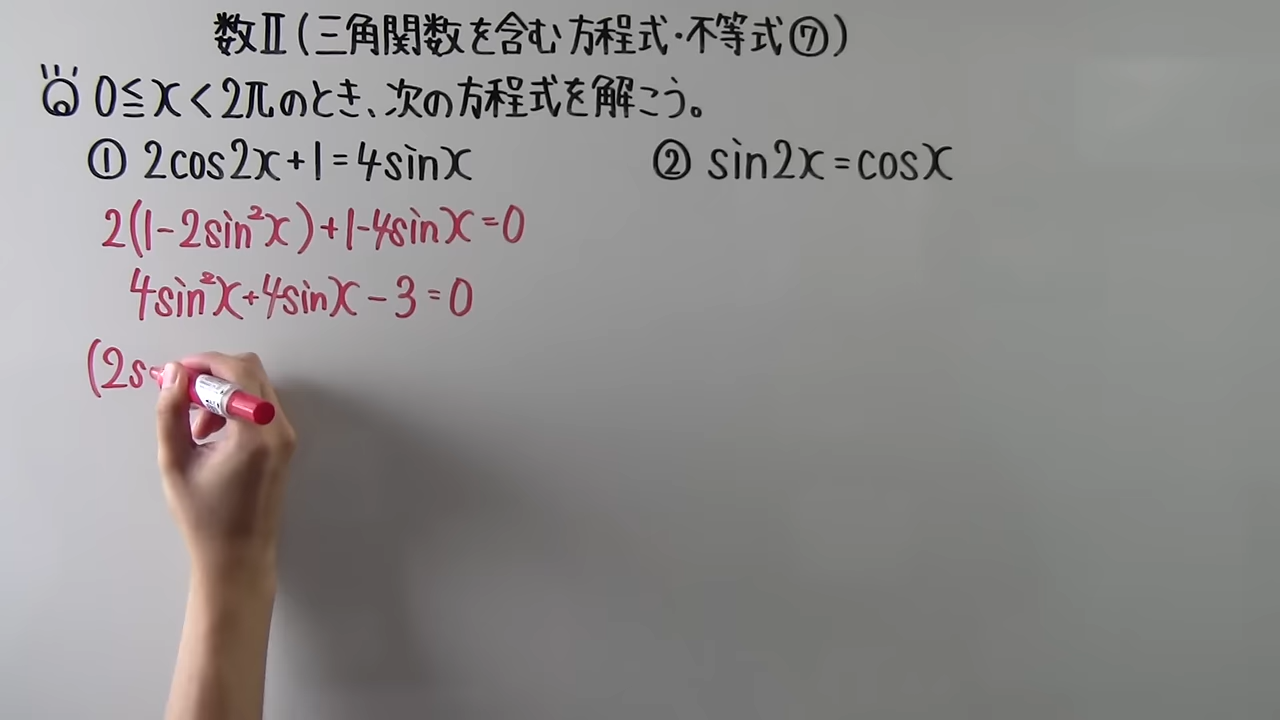 数Ⅱ(三角関数を含む方程式・不等式⑦)
0≦x<2πのとき、次の方程式を解こう。
① 2cos2x+1=4sinx
2(1-2sin²x)+1-4sinx=0
4sin²x+4sinx-3=0
(2s
② sin2x=cosx